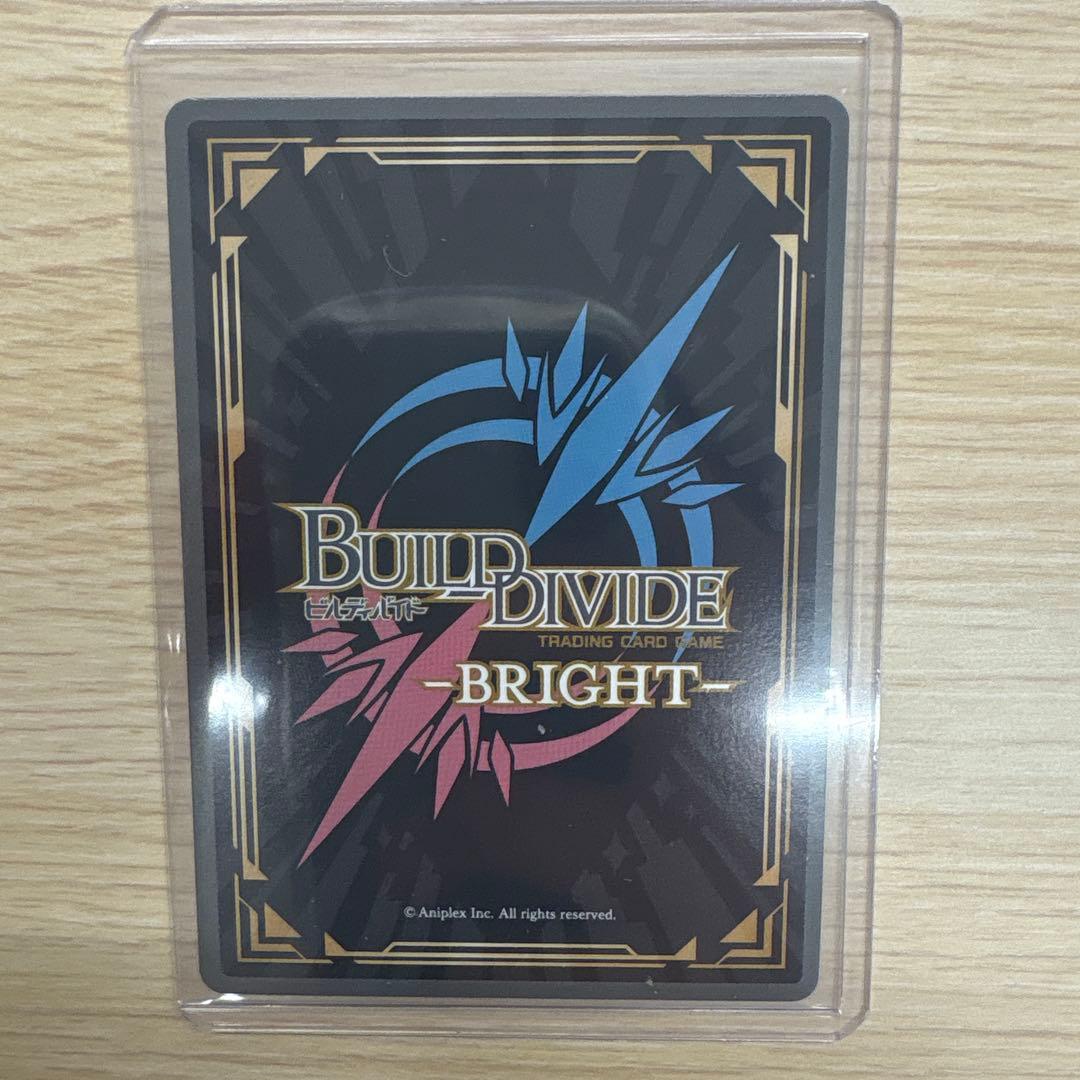 BUILD DIVIDE
ビルディバイド
TRADING CARD GAME
-BRIGHT-
© Aniplex Inc. All rights reserved.